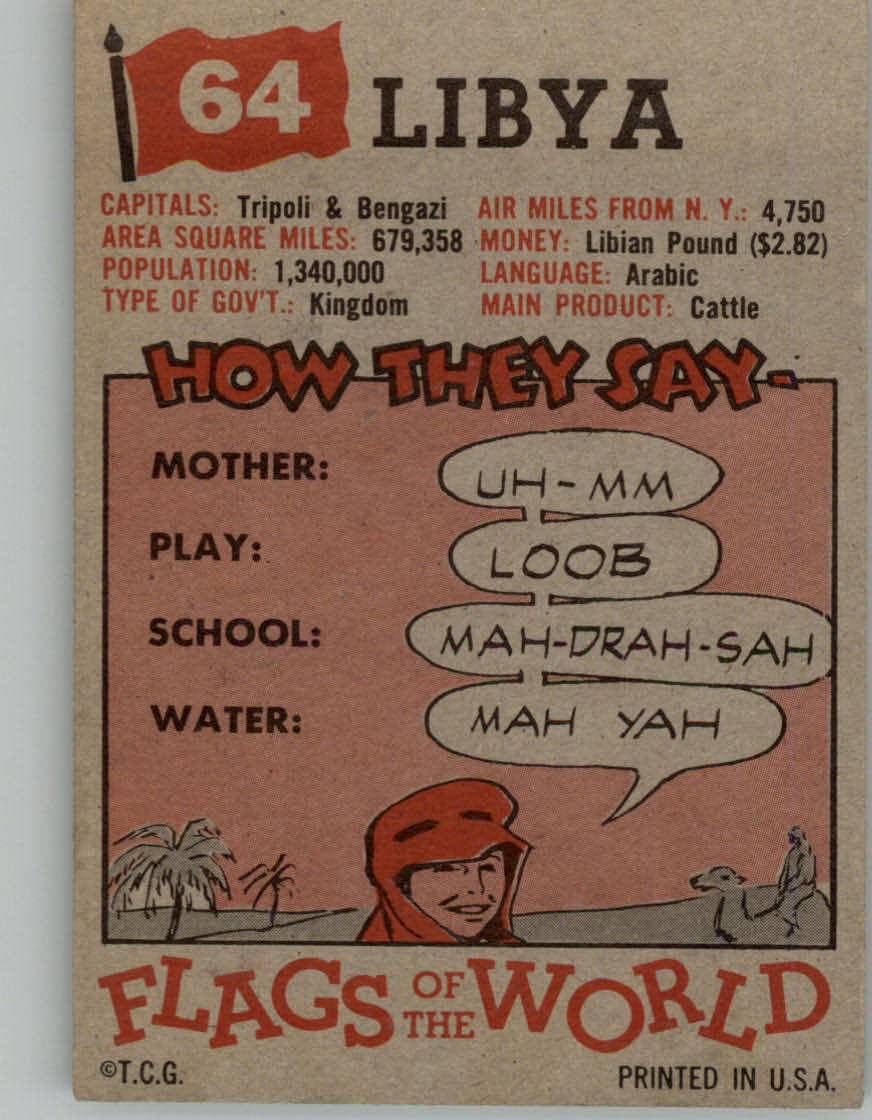 64 LIBYA
CAPITALS: Tripoli & Bengazi
AREA SQUARE MILES: 679,358
POPULATION: 1,340,000
TYPE OF GOV'T.: Kingdom
AIR MILES FROM N. Y.: 4,750
MONEY: Libian Pound ($2.82)
LANGUAGE: Arabic
MAIN PRODUCT: Cattle
HOW THEY SAY-
MOTHER: UH-MM
PLAY: LOOB
SCHOOL: MAH-DRAH-SAH
WATER: MAH YAH
FLAGS OF THE WORLD
©T.C.G.
PRINTED IN U.S.A.